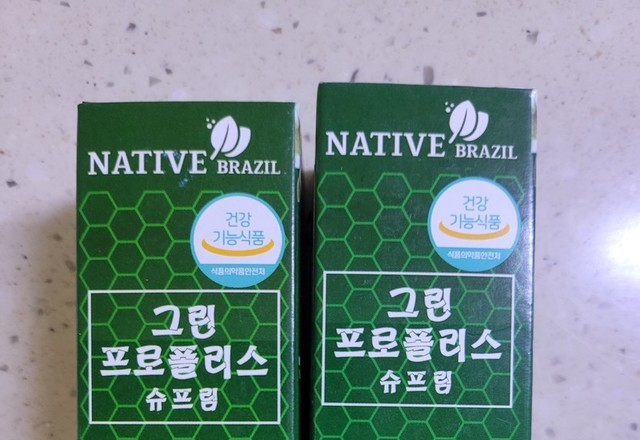 NATIVE BRAZIL
건강
기능식품
식품의약품안전처
그린
프로폴리스
슈프림
NATIVE BRAZIL
건강
기능식품
식품의약품안전처
그린
프로폴리스
슈프림